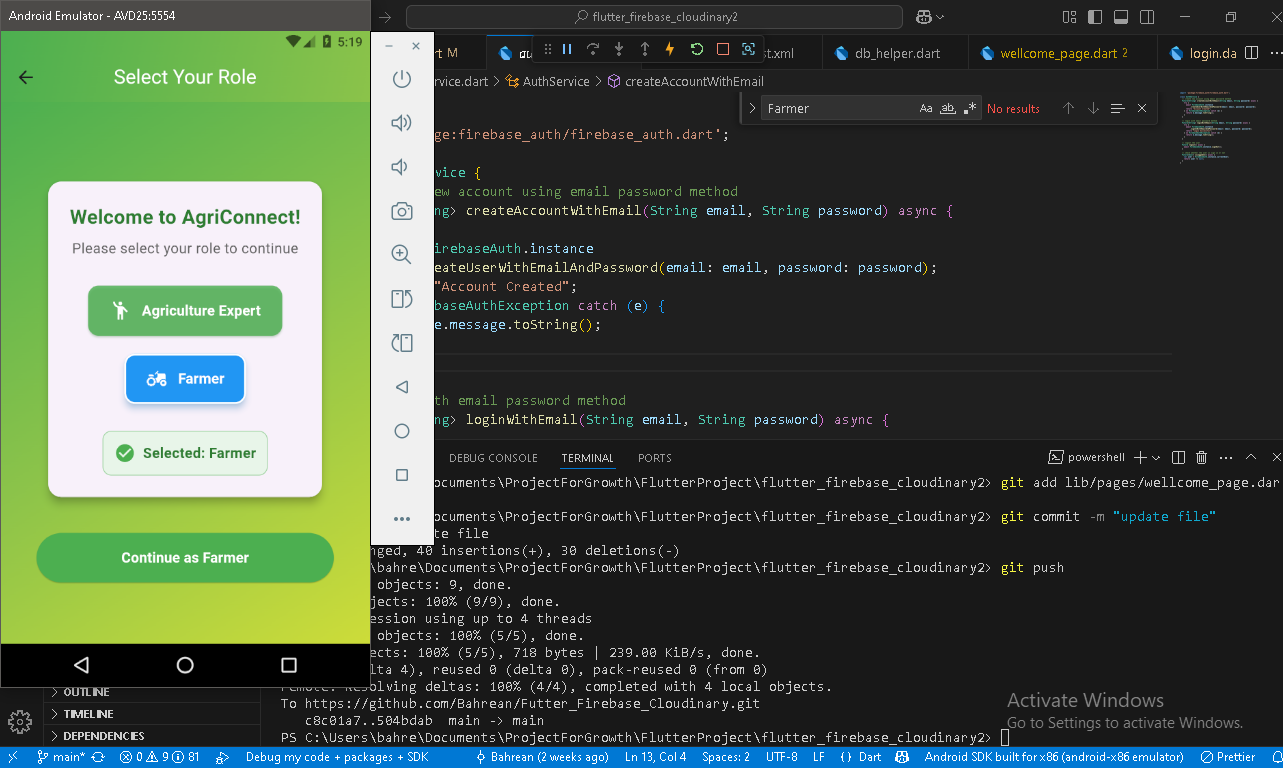 Android Emulator - AVD25:5554
flutter_firebase_cloudinary2
5:19
Select Your Role
Welcome to AgriConnect!
Please select your role to continue
Agriculture Expert
Farmer
Selected: Farmer
Continue as Farmer
OUTLINE
TIMELINE
DEPENDENCIES
rt M
st.xml
db_helper.dart
wellcome_page.dart 2
login.da
rvice.dart > AuthService > createAccountWithEmail
Farmer
Aa ab .*
No results
ge:firebase_auth/firebase_auth.dart';
vice {
ew account using email password method
ng> createAccountWithEmail(String email, String password) async {
irebaseAuth.instance
eateUserWithEmailAndPassword(email: email, password: password);
"Account Created";
baseAuthException catch (e) {
e.message.toString();
th email password method
ng> loginWithEmail(String email, String password) async {
DEBUG CONSOLE
TERMINAL
PORTS
powershell
ocuments\ProjectForGrowth\FlutterProject\flutter_firebase_cloudinary2> git add lib/pages/wellcome_page.dar
ocuments\ProjectForGrowth\FlutterProject\flutter_firebase_cloudinary2> git commit -m "update file"
te file
nged, 40 insertions(+), 30 deletions(-)
\bahre\Documents\ProjectForGrowth\FlutterProject\flutter_firebase_cloudinary2> git push
objects: 9, done.
jects: 100% (9/9), done.
ession using up to 4 threads
objects: 100% (5/5), done.
ects: 100% (5/5), 718 bytes | 239.00 KiB/s, done.
lta 4), reused 0 (delta 0), pack-reused 0 (from 0)
remote: Resolving deltas: 100% (4/4), completed with 4 local objects.
To https://github.com/Bahrean/Futter_Firebase_Cloudinary.git
c8c01a7..504bdab main -> main
PS C:\Users\bahre\Documents\ProjectForGrowth\FlutterProject\flutter_firebase_cloudinary2>
Activate Windows
Go to Settings to activate Windows.
main* 0 9 81 Debug my code + packages + SDK Bahrean (2 weeks ago) Ln 13, Col 4 Spaces: 2 UTF-8 LF {} Dart Android SDK built for x86 (android-x86 emulator) Prettier